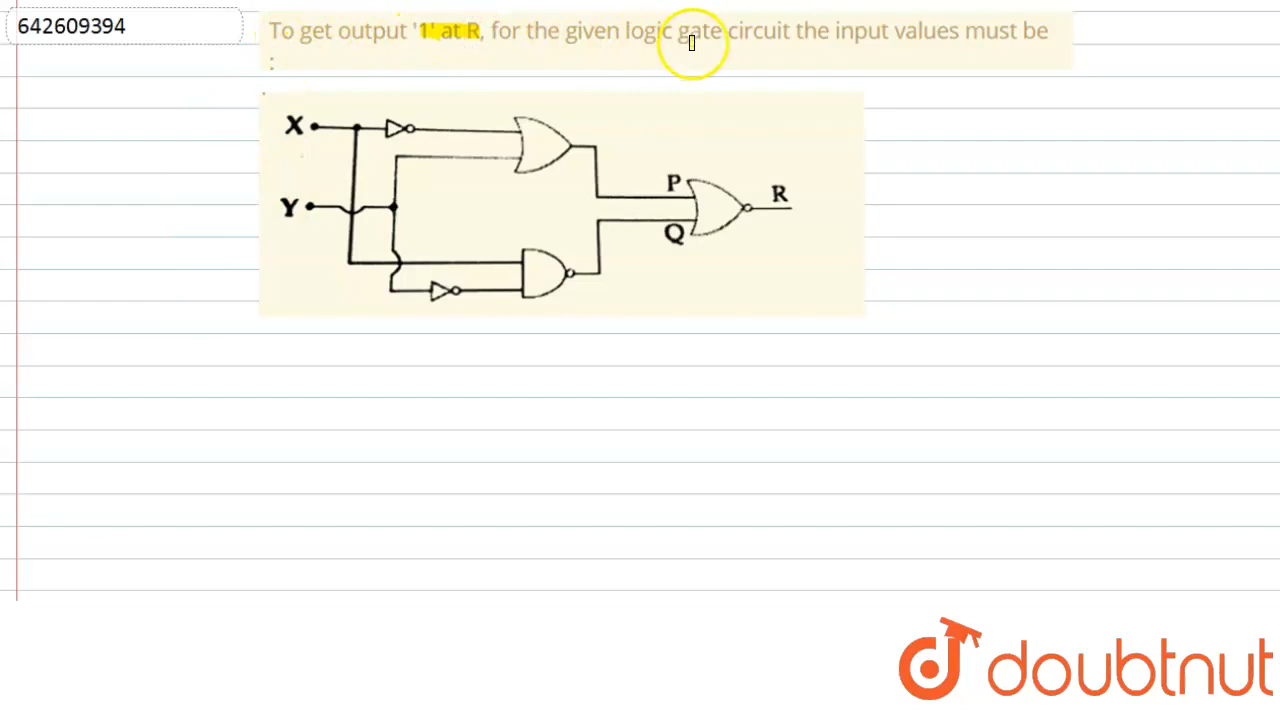 642609394
To get output '1' at R, for the given logic gate circuit the input values must be
:
X
Y
P
Q
R
doubtnut